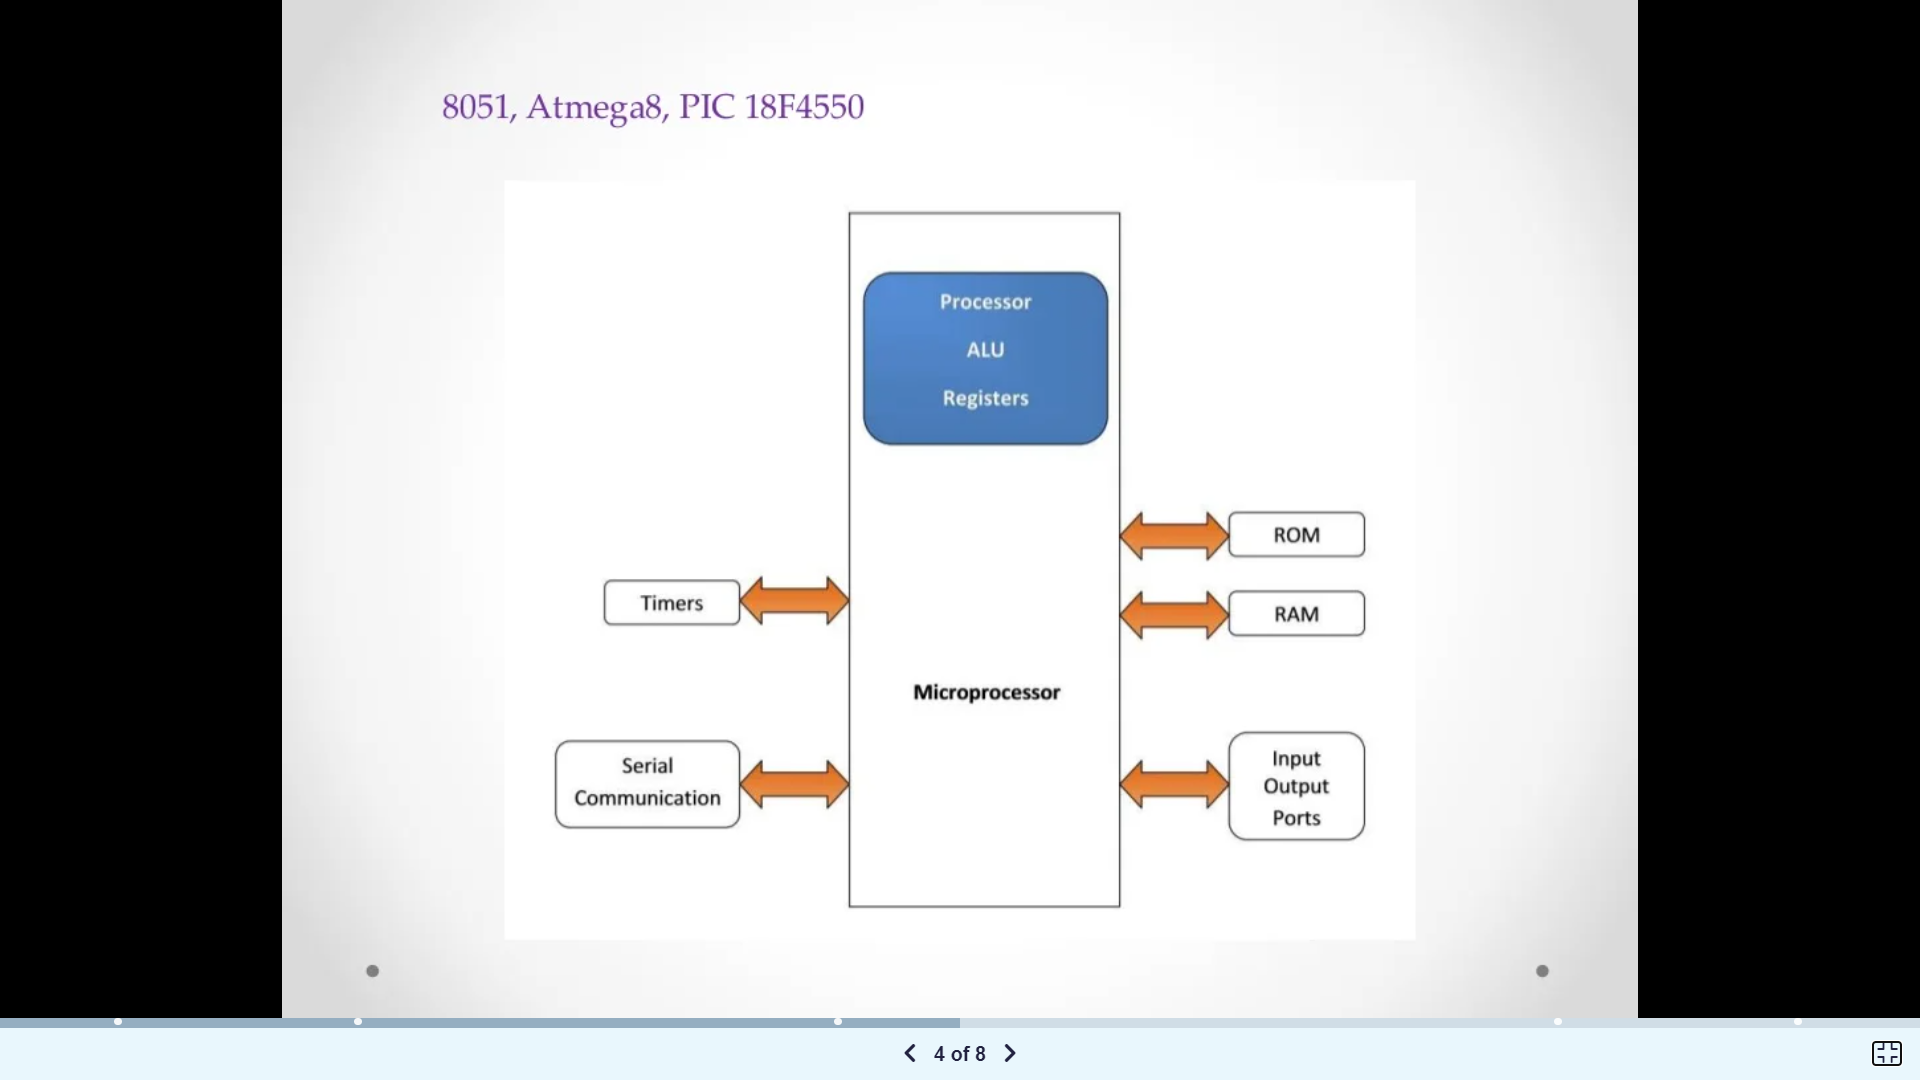 8051, Atmega8, PIC 18F4550
Processor
ALU
Registers
ROM
Timers
RAM
Microprocessor
Serial
Communication
Input
Output
Ports
4 of 8